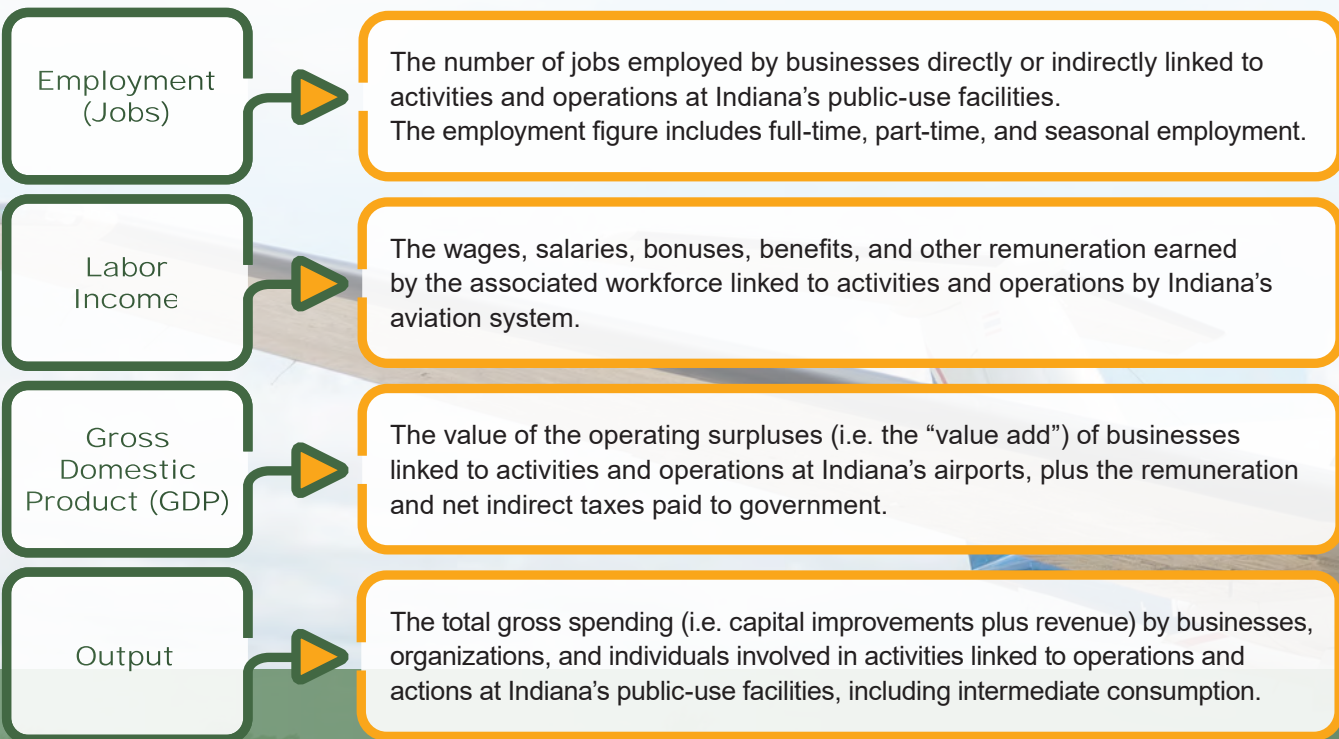 Employment
(Jobs)
The number of jobs employed by businesses directly or indirectly linked to
activities and operations at Indiana’s public-use facilities.
The employment figure includes full-time, part-time, and seasonal employment.
Labor
Income
The wages, salaries, bonuses, benefits, and other remuneration earned
by the associated workforce linked to activities and operations by Indiana’s
aviation system.
Gross
Domestic
Product (GDP)
The value of the operating surpluses (i.e. the “value add”) of businesses
linked to activities and operations at Indiana’s airports, plus the remuneration
and net indirect taxes paid to government.
Output
The total gross spending (i.e. capital improvements plus revenue) by businesses,
organizations, and individuals involved in activities linked to operations and
actions at Indiana’s public-use facilities, including intermediate consumption.